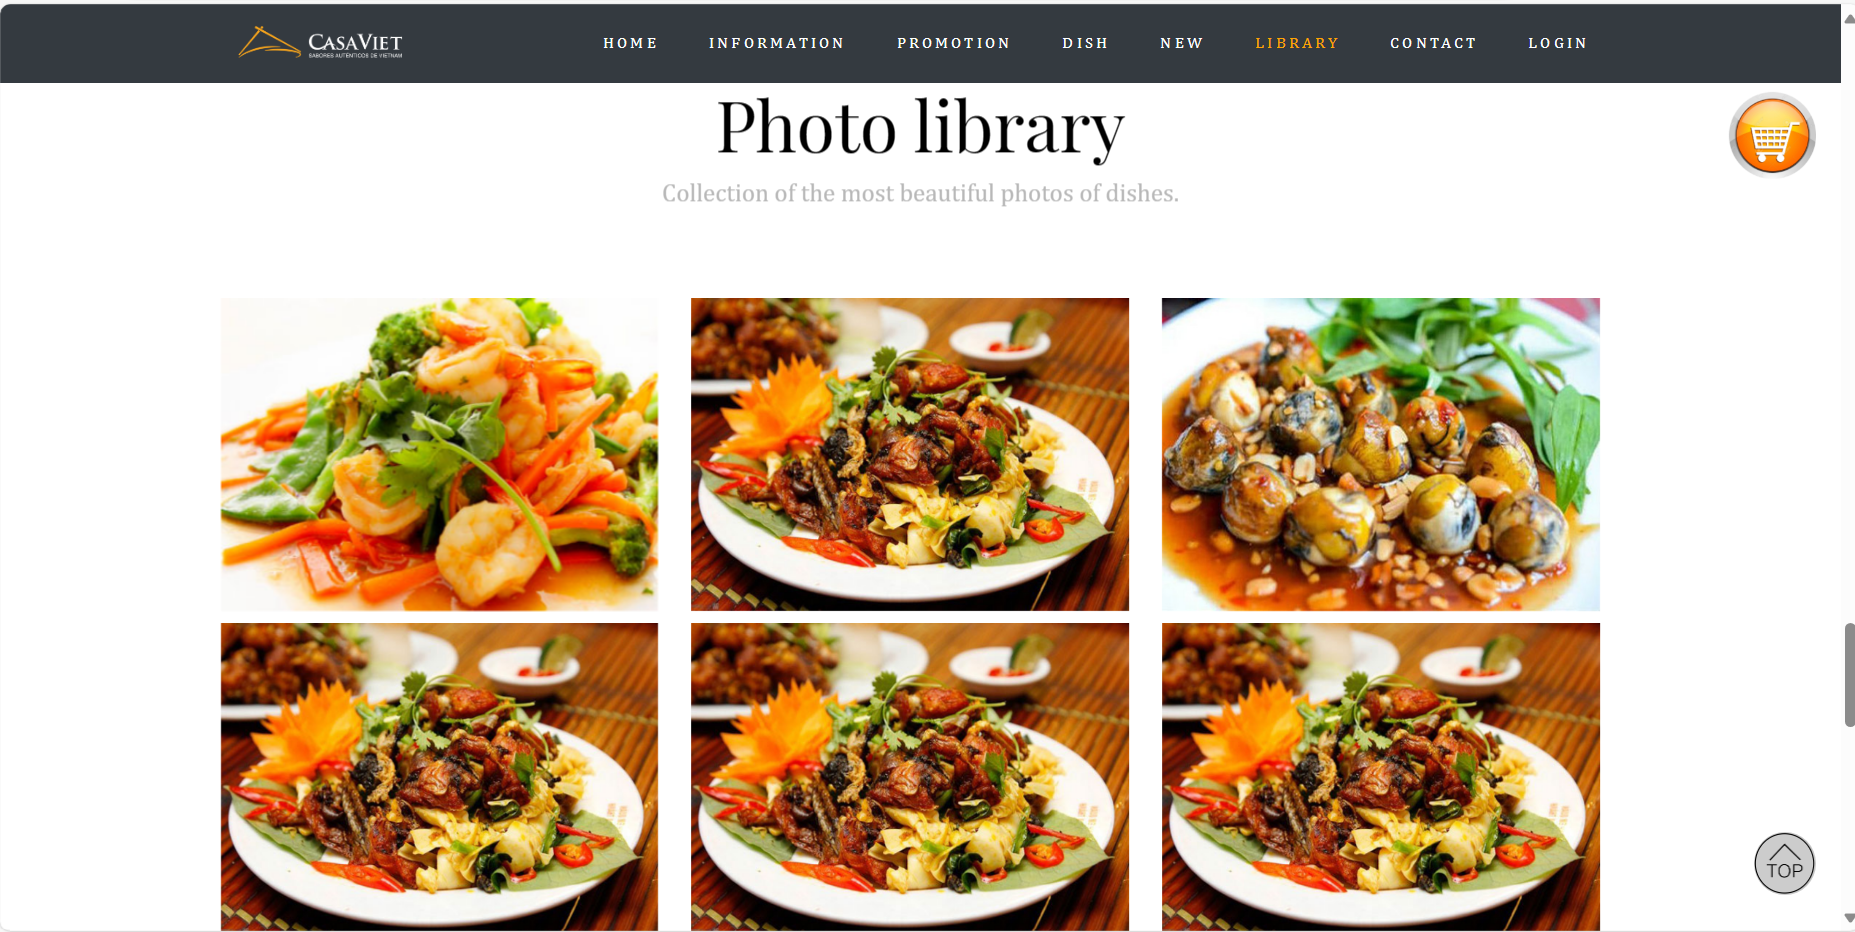 CASAVIET
SABORES AUTENTICOS DE VIETNAM
HOME INFORMATION PROMOTION DISH NEW LIBRARY CONTACT LOGIN
Photo library
Collection of the most beautiful photos of dishes.
TOP